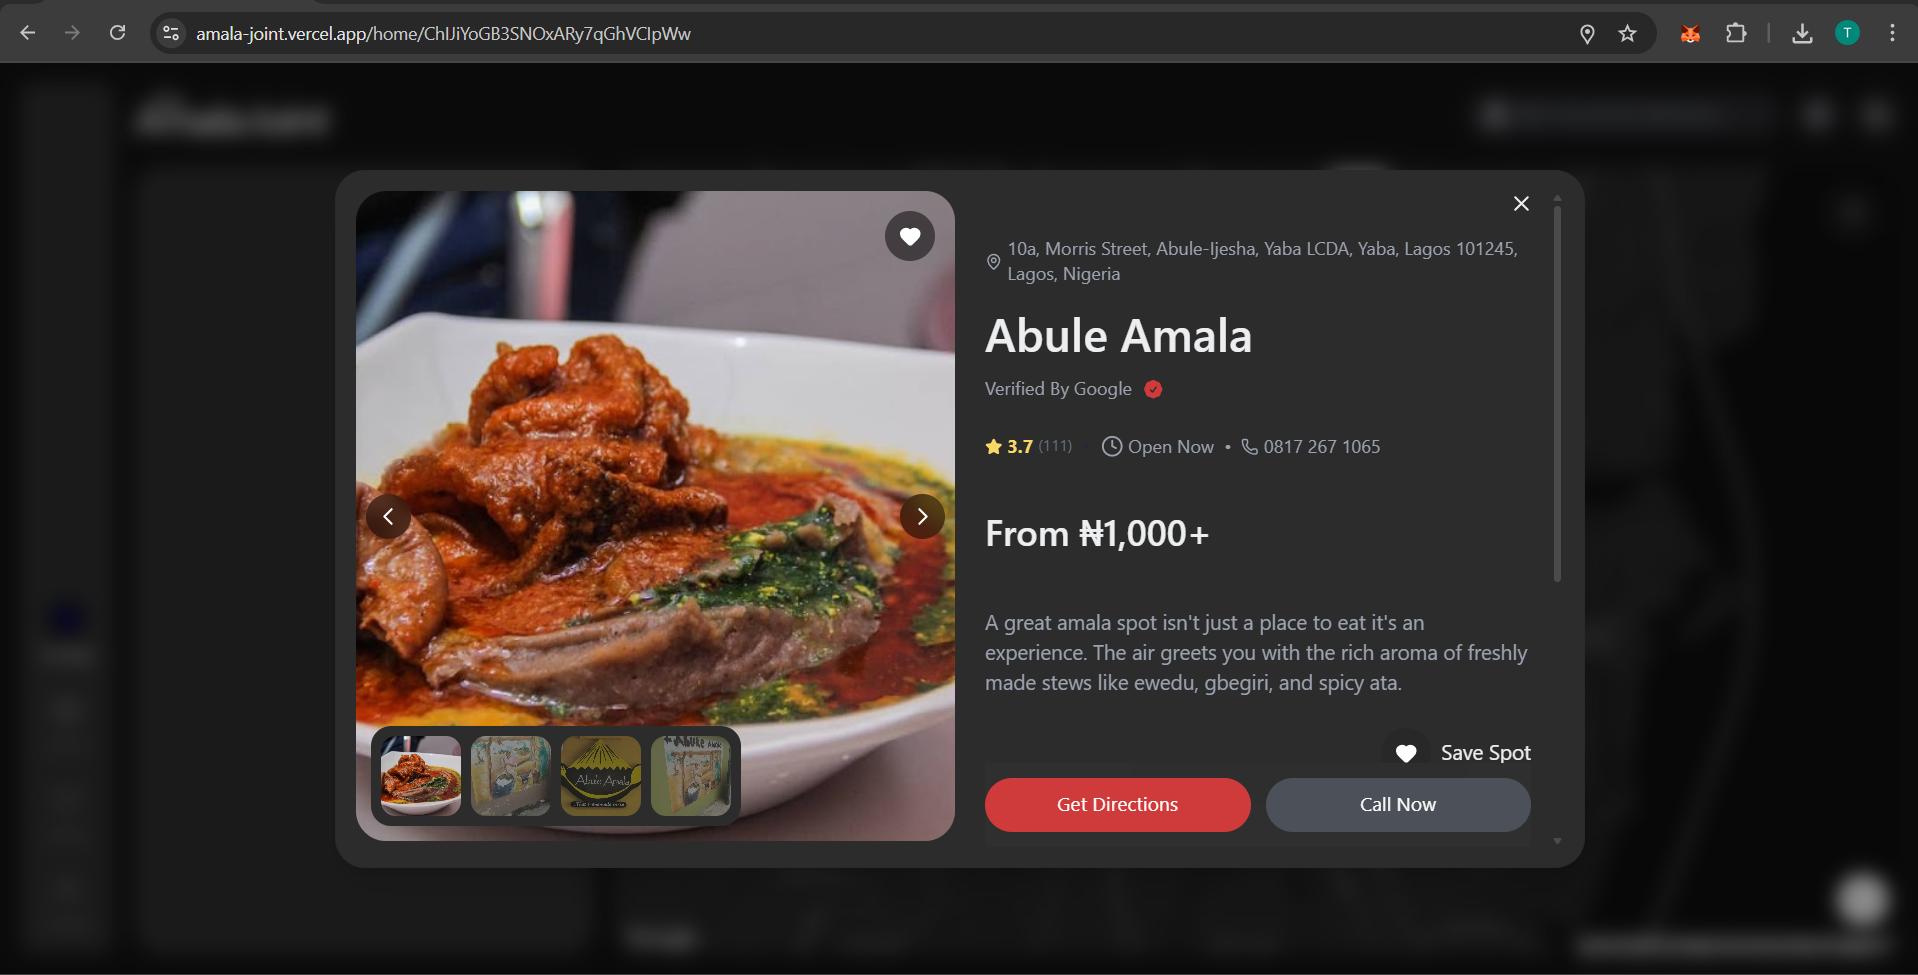 amala-joint.vercel.app/home/ChIJiYoGB3SNOxARy7qGhVCIpWw
T
10a, Morris Street, Abule-Ijesha, Yaba LCDA, Yaba, Lagos 101245,
Lagos, Nigeria
Abule Amala
Verified By Google
3.7 (111) Open Now • 0817 267 1065
From ₦1,000+
A great amala spot isn't just a place to eat it's an
experience. The air greets you with the rich aroma of freshly
made stews like ewedu, gbegiri, and spicy ata.
Abule Amala
Save Spot
Get Directions
Call Now